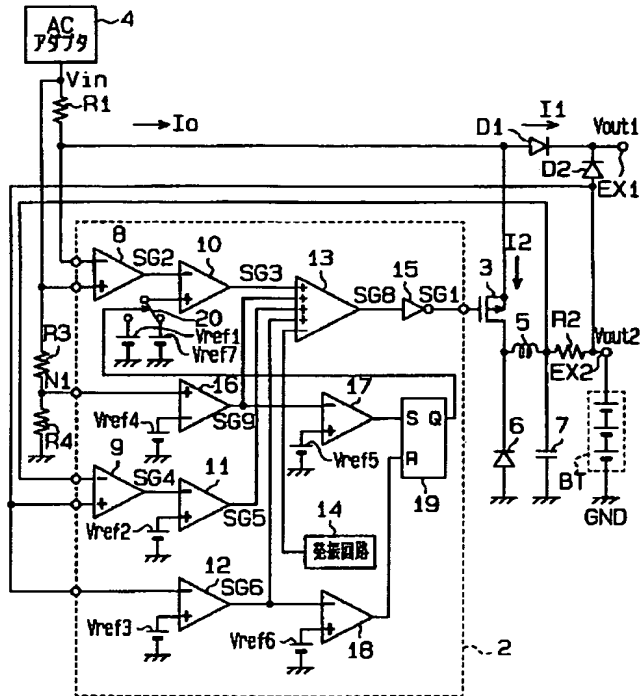 AC
アダプタ
4
Vin
R1
→Io
D1
I1
Vout1
D2
EX1
8
SG2
10
SG3
13
15
SG8
SG1
I2
3
20
Vref1
Vref7
5
R2
Vout2
EX2
R3
N1
R4
16
Vref4
SG9
17
Vref5
S Q
R
19
6
7
BT
GND
9
SG4
11
Vref2
SG5
14
発振回路
12
SG6
Vref3
Vref6
18
2